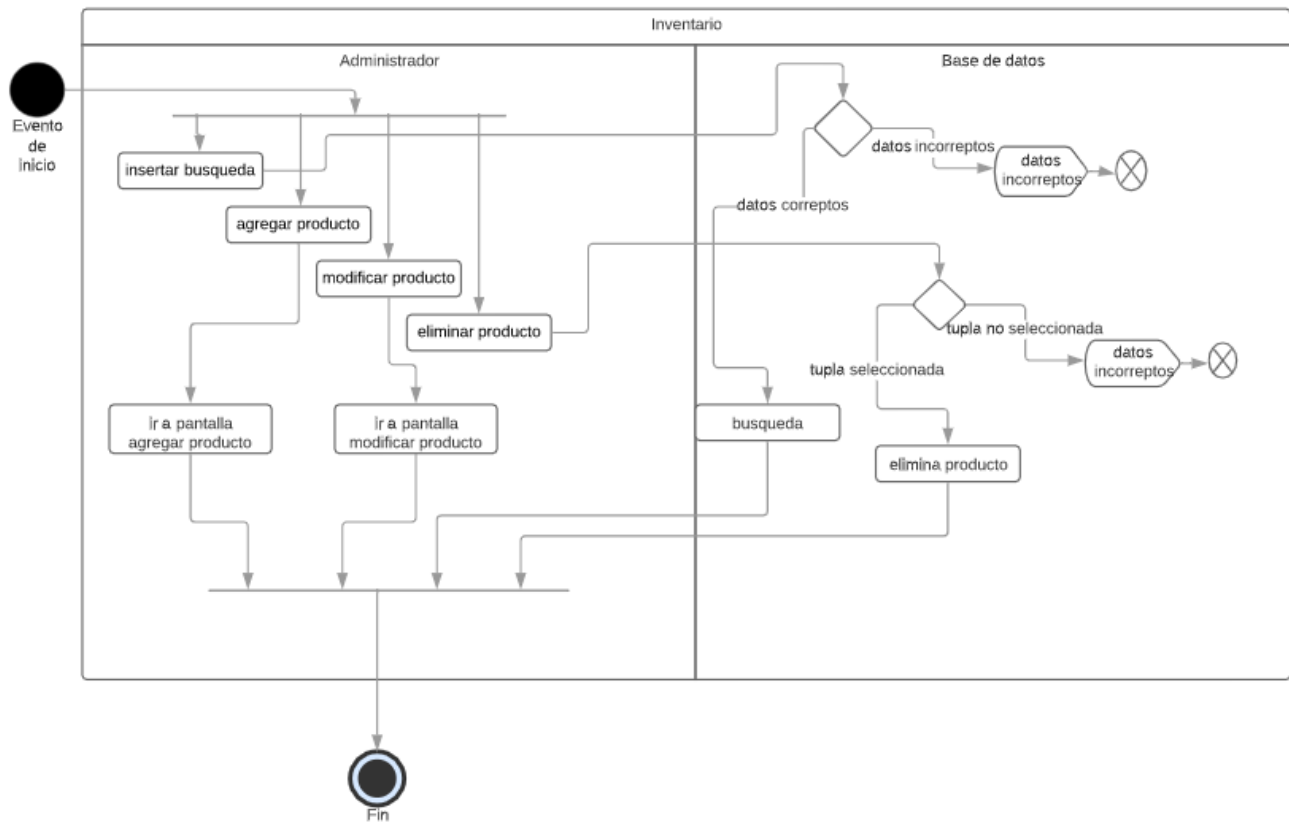 Inventario
Administrador
Base de datos
Evento
de
inicio
insertar busqueda
datos incorreptos
datos
incorreptos
datos correptos
agregar producto
modificar producto
eliminar producto
tupla no seleccionada
datos
incorreptos
tupla seleccionada
ir a pantalla
agregar producto
ir a pantalla
modificar producto
busqueda
elimina producto
Fin